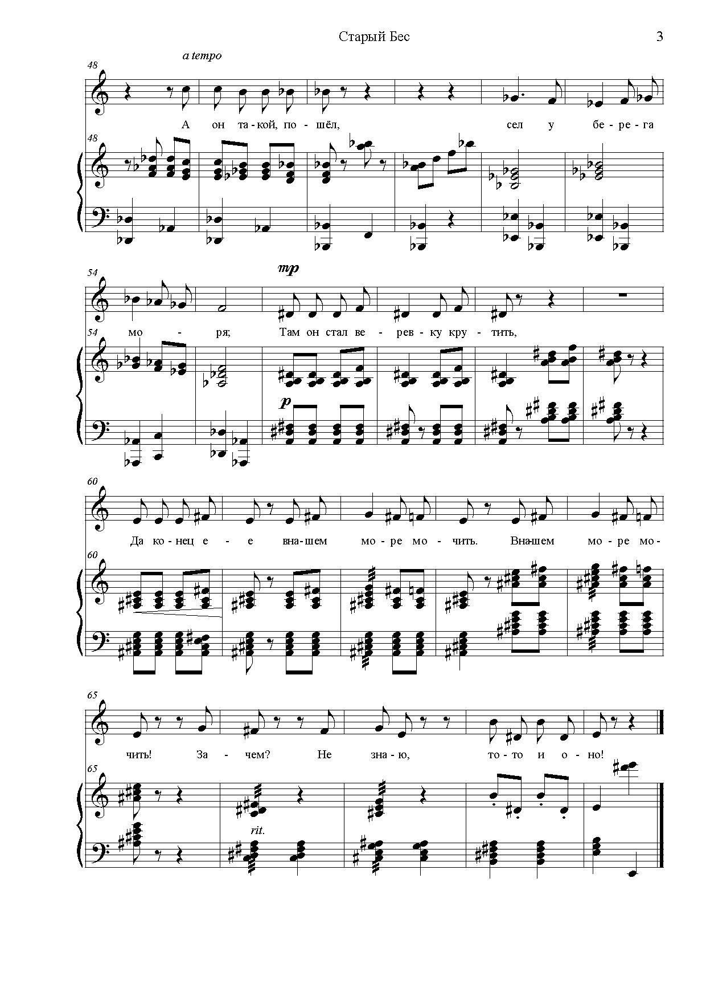 Старый Бес 3
a tempo
48
А он та - кой, по - шёл, сел у бе - ре - га
48
mp
54
54 мо - ря; Там он стал ве - рев - ку кру - тить,
p
60
Да ко - нец е - е вна - шем мо - ре мо - чить. Вна - шем мо - ре мо -
60
65
чить! За - чем? Не зна - ю, то - то и о - но!
65
rit.